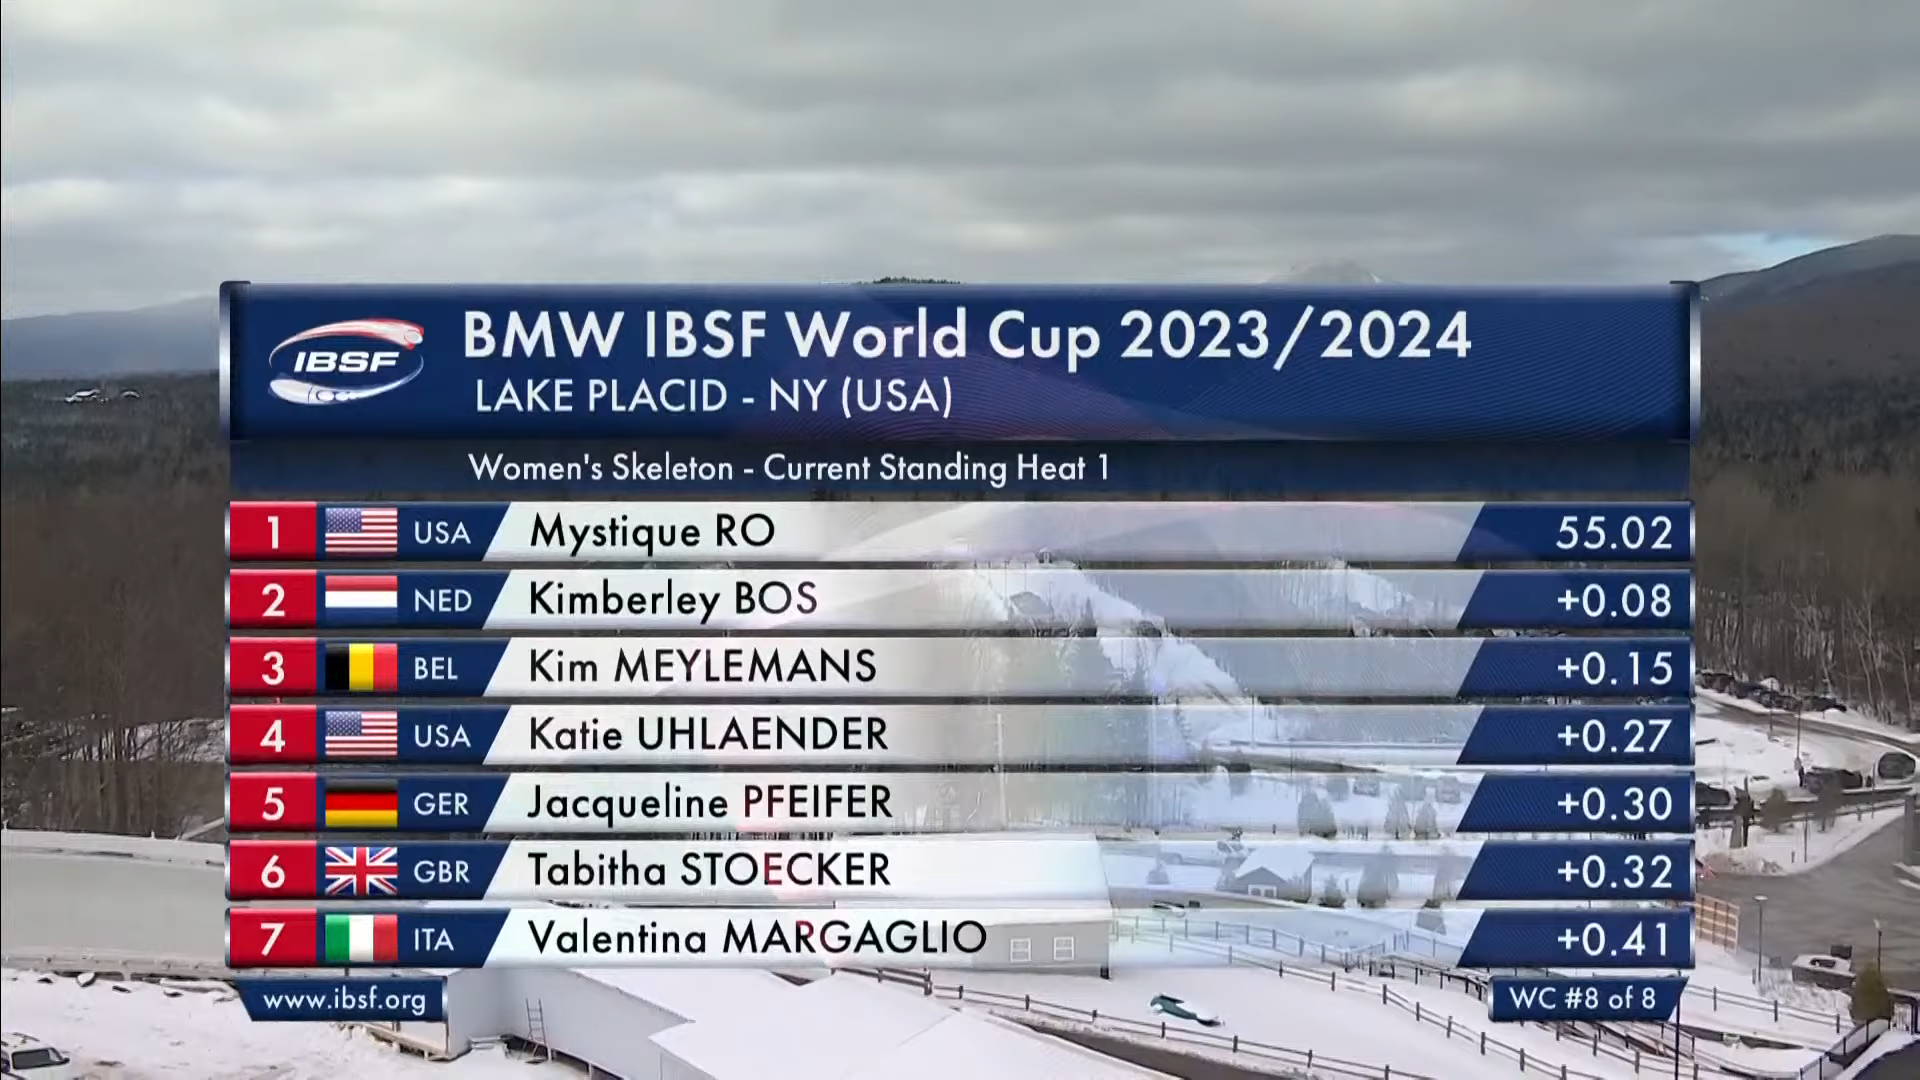 IBSF
BMW IBSF World Cup 2023/2024
LAKE PLACID - NY (USA)
Women's Skeleton - Current Standing Heat 1
1 USA Mystique RO 55.02
2 NED Kimberley BOS +0.08
3 BEL Kim MEYLEMANS +0.15
4 USA Katie UHLAENDER +0.27
5 GER Jacqueline PFEIFER +0.30
6 GBR Tabitha STOECKER +0.32
7 ITA Valentina MARGAGLIO +0.41
www.ibsf.org WC #8 of 8